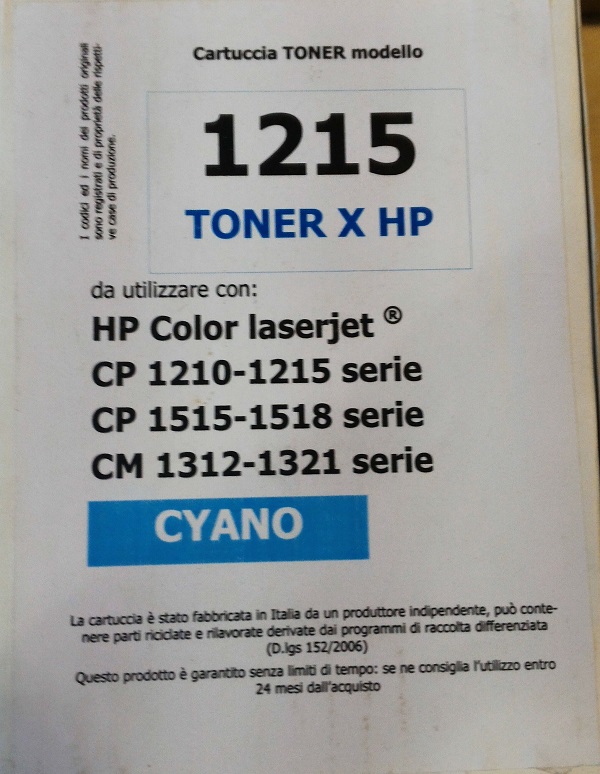 I codici ed i nomi dei prodotti originali
sono registrati e di proprietà delle rispetti-
ve case di produzione.
Cartuccia TONER modello
1215
TONER X HP
da utilizzare con:
HP Color laserjet ®
CP 1210-1215 serie
CP 1515-1518 serie
CM 1312-1321 serie
CYANO
La cartuccia è stato fabbricata in Italia da un produttore indipendente, può conte-
nere parti riciclate e rilavorate derivate dai programmi di raccolta differenziata
(D.lgs 152/2006)
Questo prodotto è garantito senza limiti di tempo: se ne consiglia l'utilizzo entro
24 mesi dall'acquisto